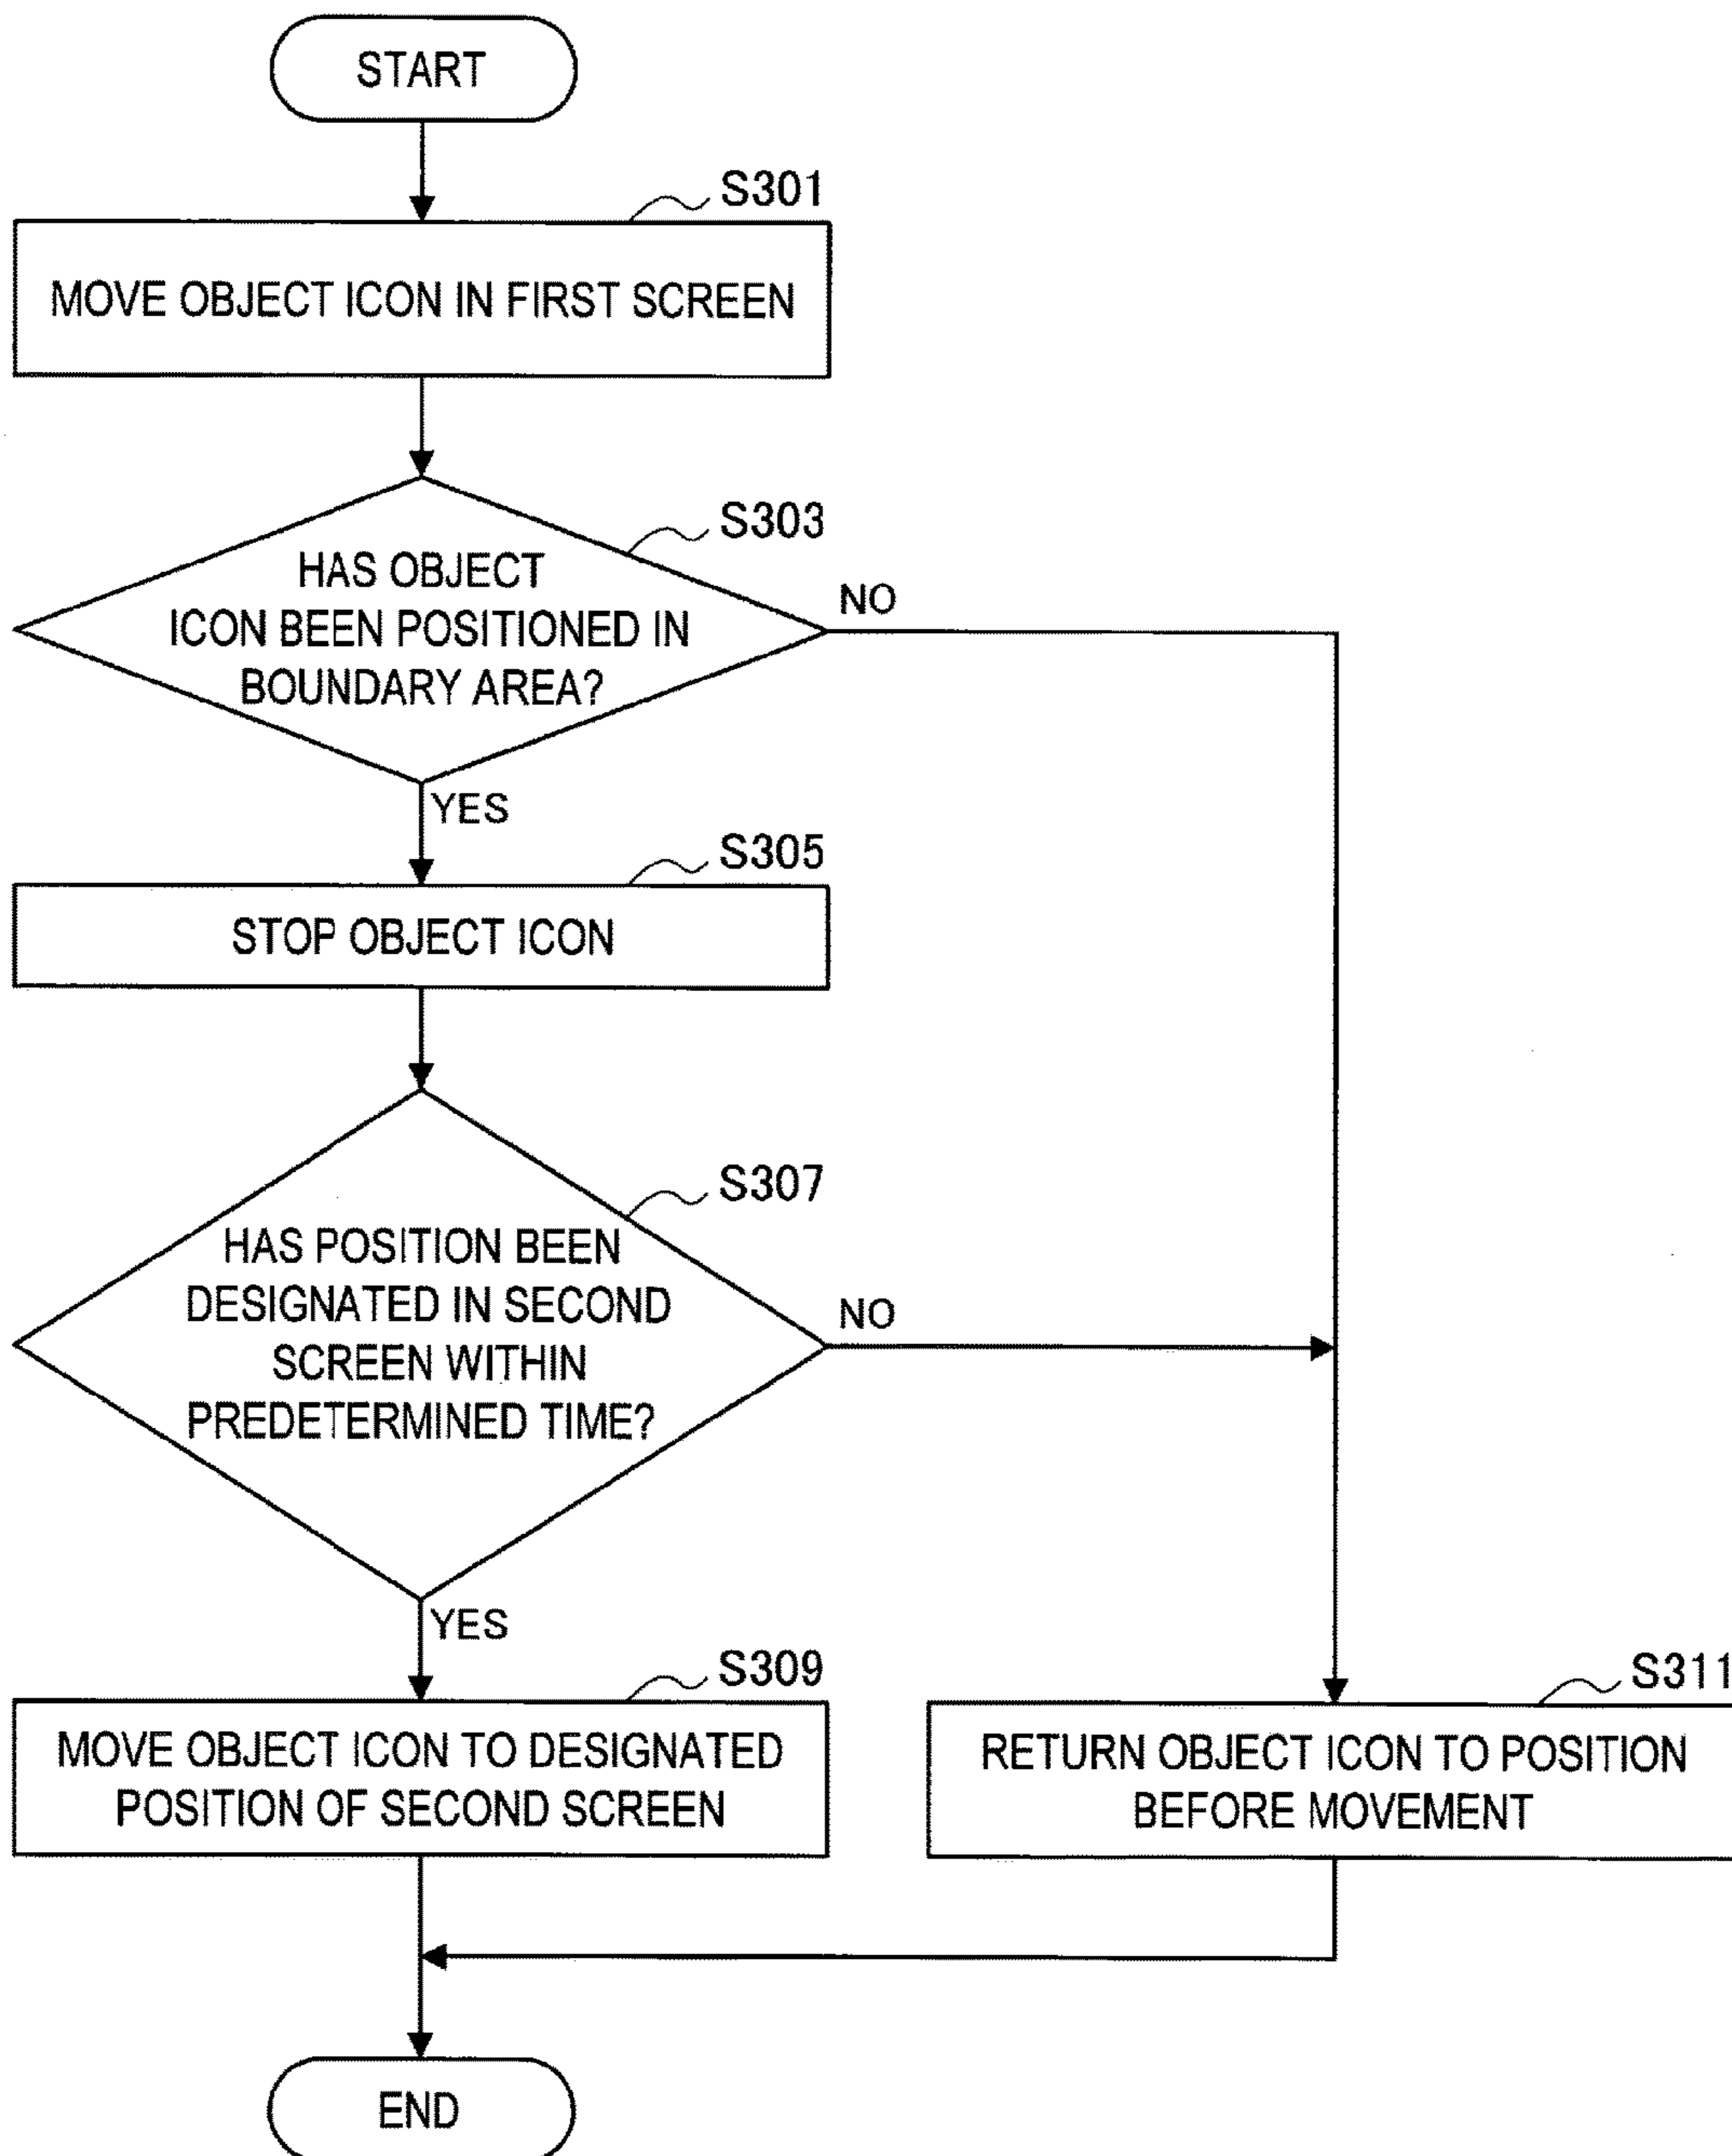 START
S301
MOVE OBJECT ICON IN FIRST SCREEN
S303
HAS OBJECT
ICON BEEN POSITIONED IN
BOUNDARY AREA?
NO
YES
S305
STOP OBJECT ICON
S307
HAS POSITION BEEN
DESIGNATED IN SECOND
SCREEN WITHIN
PREDETERMINED TIME?
NO
YES
S309
MOVE OBJECT ICON TO DESIGNATED
POSITION OF SECOND SCREEN
S311
RETURN OBJECT ICON TO POSITION
BEFORE MOVEMENT
END